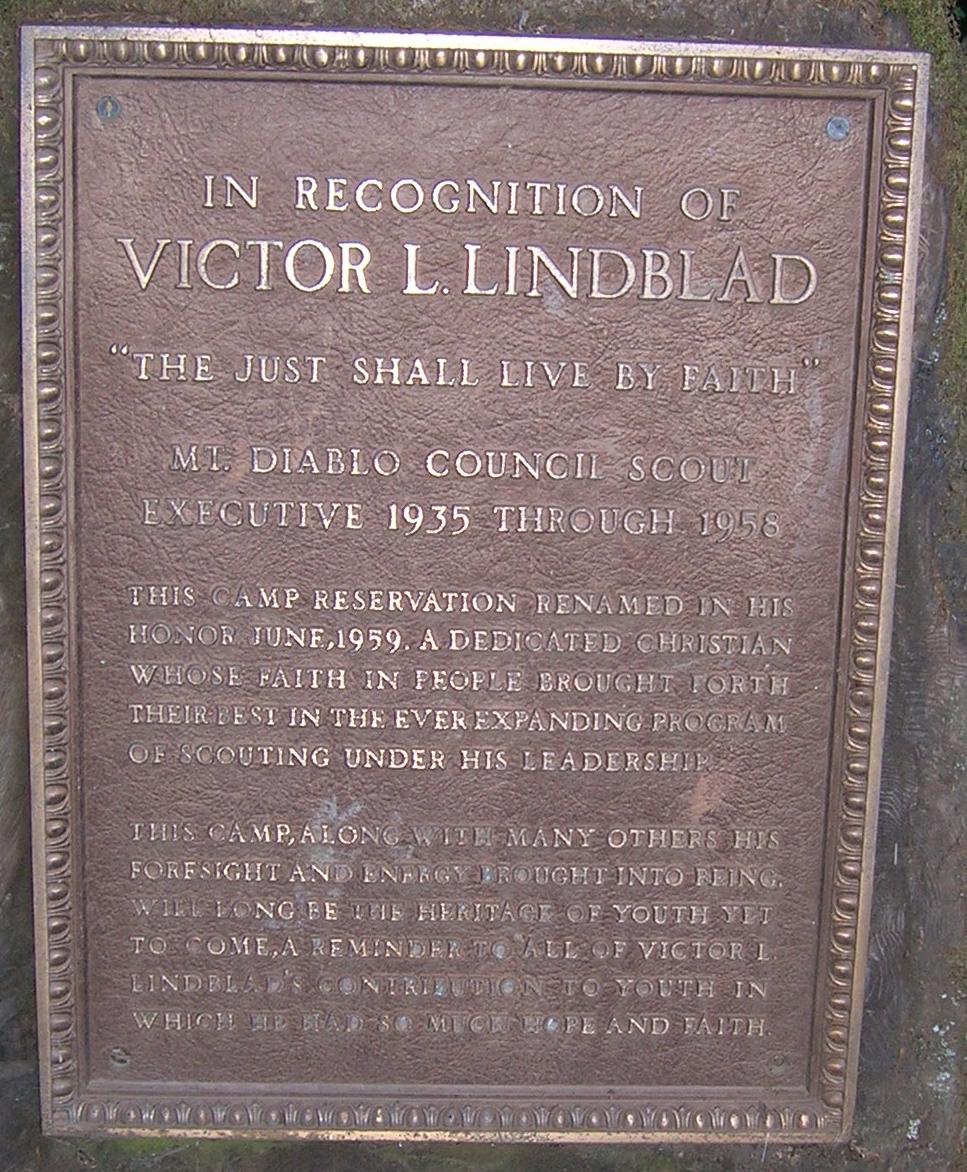 IN RECOGNITION OF
VICTOR L. LINDBLAD
"THE JUST SHALL LIVE BY FAITH"
MT. DIABLO COUNCIL SCOUT
EXECUTIVE 1935 THROUGH 1958
THIS CAMP RESERVATION RENAMED IN HIS
HONOR JUNE, 1959. A DEDICATED CHRISTIAN
WHOSE FAITH IN PEOPLE BROUGHT FORTH
THEIR BEST IN THE EVER EXPANDING PROGRAM
OF SCOUTING UNDER HIS LEADERSHIP.
THIS CAMP, ALONG WITH MANY OTHERS HIS
FORESIGHT AND ENERGY BROUGHT INTO BEING,
WILL LONG BE THE HERITAGE OF YOUTH YET
TO COME, A REMINDER TO ALL OF VICTOR L.
LINDBLAD'S CONTRIBUTION TO YOUTH IN
WHICH HE HAD SO MUCH HOPE AND FAITH.